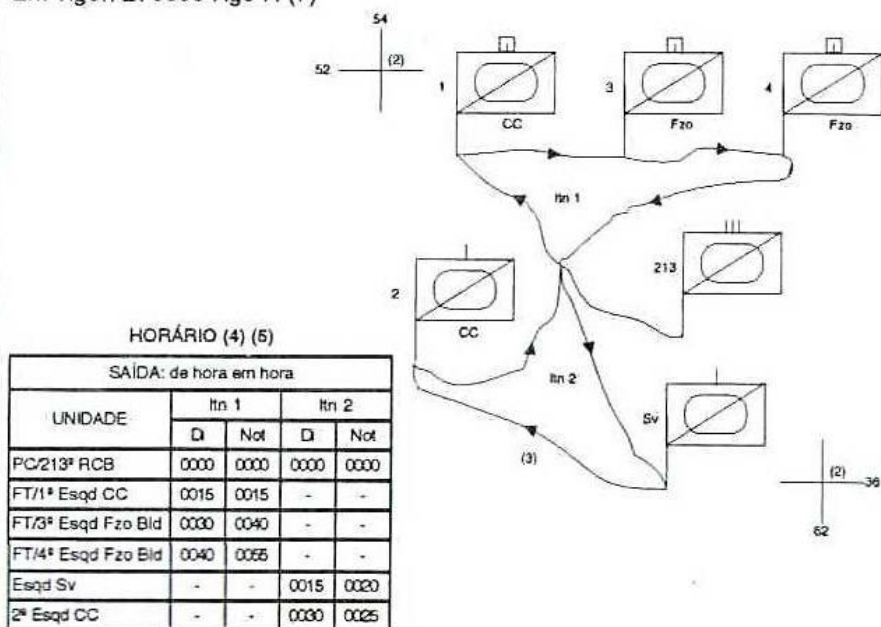 54
52 (2)
1 CC
3 Fzo
4 Fzo
Itn 1
213
2 CC
Itn 2
Sv
(3)
(2) 36
62
HORÁRIO (4) (5)
SAÍDA: de hora em hora
UNIDADE Itn 1 Itn 2
Di Not Di Not
PC/213º RCB 0000 0000 0000 0000
FT/1º Esqd CC 0015 0015 - -
FT/3º Esqd Fzo Bld 0030 0040 - -
FT/4º Esqd Fzo Bld 0040 0055 - -
Esqd Sv - - 0015 0020
2º Esqd CC - - 0030 0025